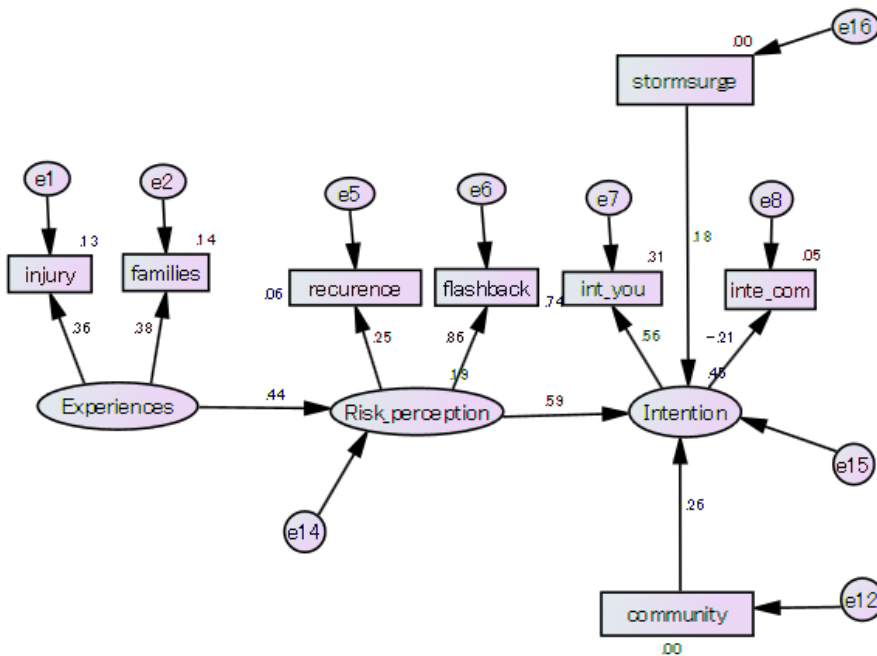 e16
.00
stormsurge
e1
e2
e5
e6
e7
e8
.13
.14
.31
.05
.18
injury
families
.06
recurence
flashback
.74
int_you
inte_com
.36
.38
.25
.86
.56
-.21
.19
.45
Experiences
.44
Risk_perception
.59
Intention
e15
e14
.26
community
e12
.00